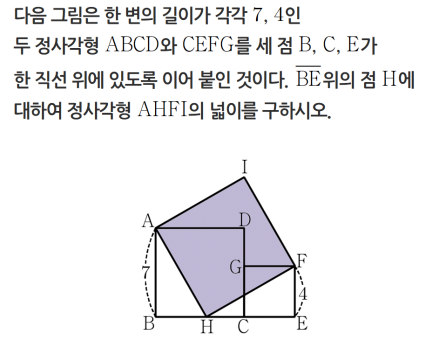 다음 그림은 한 변의 길이가 각각 7, 4인
두 정사각형 ABCD와 CEFG를 세 점 B, C, E가
한 직선 위에 있도록 이어 붙인 것이다. B̅E̅위의 점 H에
대하여 정사각형 AHFI의 넓이를 구하시오.
I
A
D
G
F
7
4
B
H
C
E